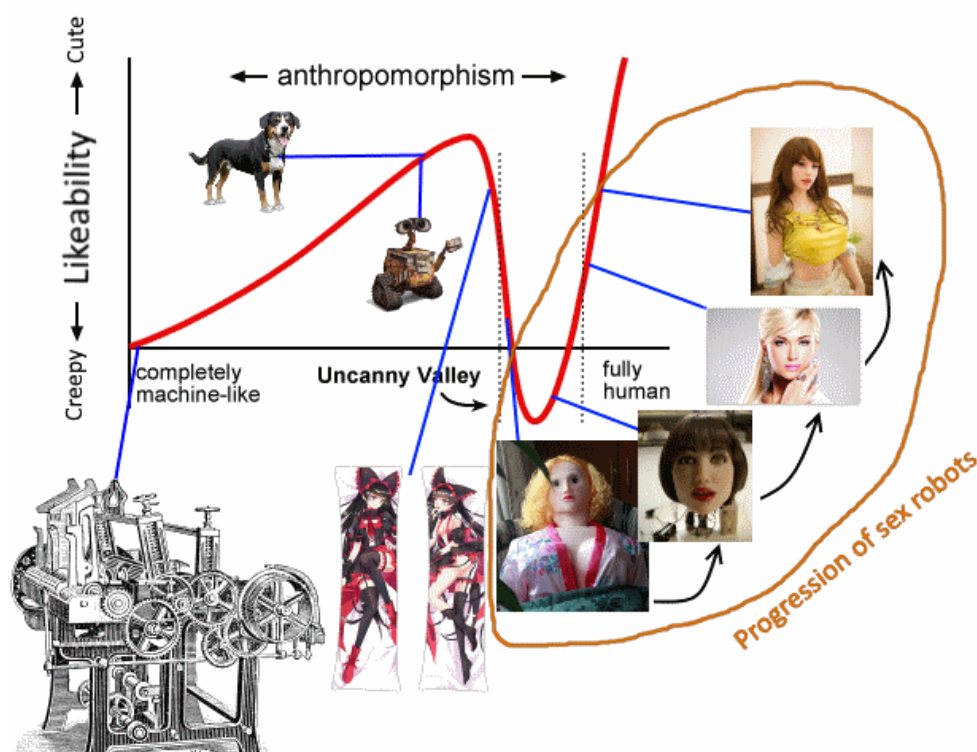 Cute
← anthropomorphism →
Creepy ← Likeability →
completely
machine-like
Uncanny Valley
fully
human
Progression of sex robots